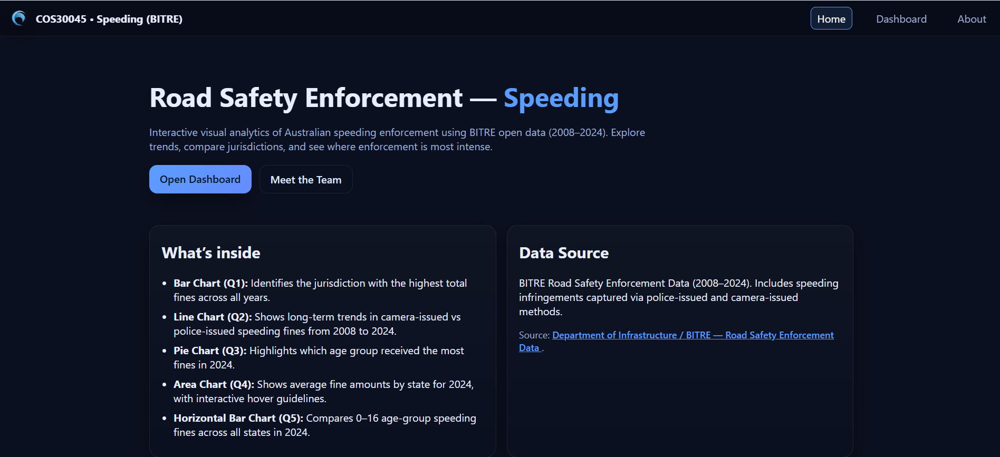 COS30045 • Speeding (BITRE)
Home
Dashboard
About
Road Safety Enforcement — Speeding
Interactive visual analytics of Australian speeding enforcement using BITRE open data (2008–2024). Explore
trends, compare jurisdictions, and see where enforcement is most intense.
Open Dashboard
Meet the Team
What’s inside
• Bar Chart (Q1): Identifies the jurisdiction with the highest total
fines across all years.
• Line Chart (Q2): Shows long-term trends in camera-issued vs
police-issued speeding fines from 2008 to 2024.
• Pie Chart (Q3): Highlights which age group received the most
fines in 2024.
• Area Chart (Q4): Shows average fine amounts by state for 2024,
with interactive hover guidelines.
• Horizontal Bar Chart (Q5): Compares 0–16 age-group speeding
fines across all states in 2024.
Data Source
BITRE Road Safety Enforcement Data (2008–2024). Includes speeding
infringements captured via police-issued and camera-issued
methods.
Source: Department of Infrastructure / BITRE — Road Safety Enforcement
Data .